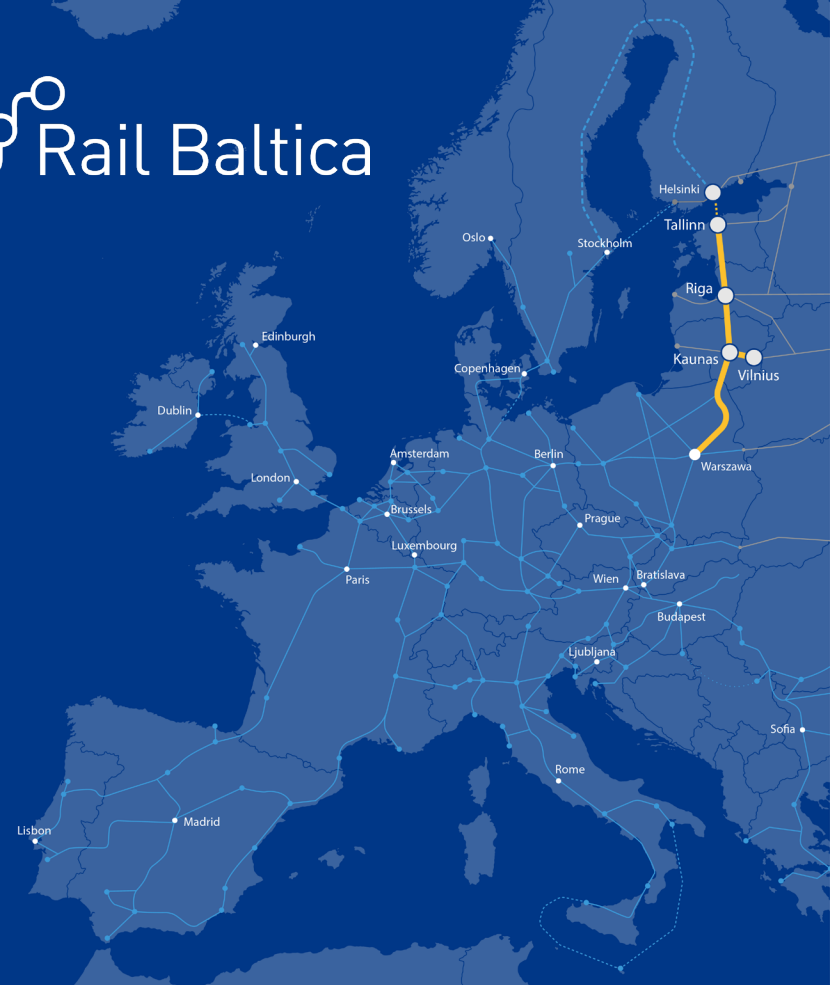 Rail Baltica
Helsinki
Tallinn
Oslo
Stockholm
Riga
Edinburgh
Kaunas
Copenhagen
Vilnius
Dublin
Amsterdam
Berlin
Warszawa
London
Brussels
Prague
Luxembourg
Paris
Wien
Bratislava
Budapest
Ljubljana
Sofia
Rome
Madrid
Lisbon